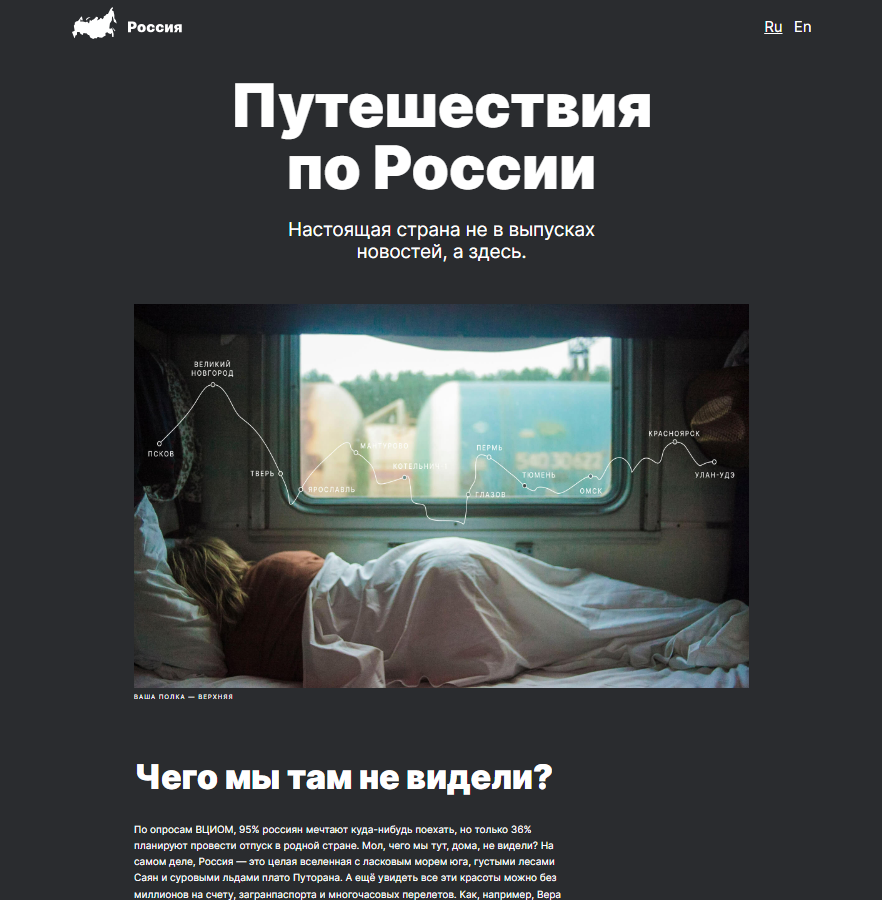 Россия
Ru En
Путешествия
по России
Настоящая страна не в выпусках
новостей, а здесь.
ВЕЛИКИЙ
НОВГОРОД
ПСКОВ
ТВЕРЬ
ЯРОСЛАВЛЬ
МАНТУРОВО
КОТЕЛЬНИЧ
ПЕРМЬ
ГЛАЗОВ
ТЮМЕНЬ
ОМСК
КРАСНОЯРСК
УЛАН-УДЭ
ВАША ПОЛКА — ВЕРХНЯЯ
Чего мы там не видели?
По опросам ВЦИОМ, 95% россиян мечтают куда-нибудь поехать, но только 36%
планируют провести отпуск в родной стране. Мол, чего мы тут, дома, не видели? На
самом деле, Россия — это целая вселенная с ласковым морем юга, густыми лесами
Саян и суровыми льдами плато Путорана. А ещё увидеть все эти красоты можно без
миллионов на счету, загранпаспорта и многочасовых перелетов. Как, например, Вера